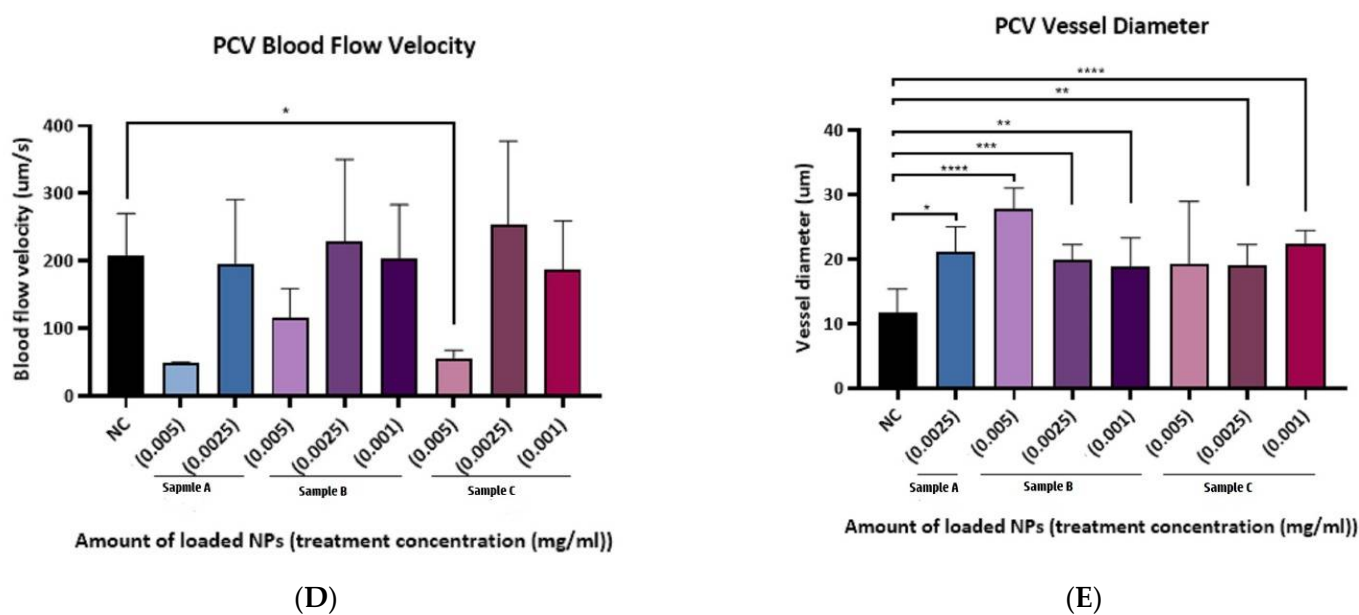 PCV Blood Flow Velocity
*
Blood flow velocity (um/s)
400
300
200
100
0
NC
(0.005)
(0.0025)
(0.005)
(0.0025)
(0.001)
(0.005)
(0.0025)
(0.001)
Sapmle A
Sample B
Sample C
Amount of loaded NPs (treatment concentration (mg/ml))
(D)
PCV Vessel Diameter
****
**
**
***
****
*
Vessel diameter (um)
40
30
20
10
0
NC
(0.0025)
(0.005)
(0.0025)
(0.001)
(0.005)
(0.0025)
(0.001)
Sample A
Sample B
Sample C
Amount of loaded NPs (treatment concentration (mg/ml))
(E)